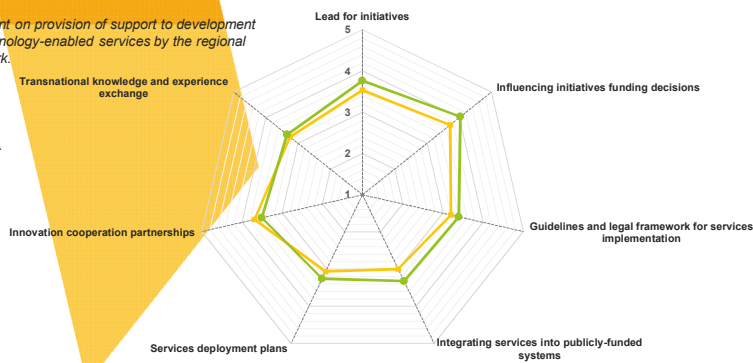 Lead for initiatives
nt on provision of support to development
nology-enabled services by the regional
rk.
5
4
3
2
1
Transnational knowledge and experience
exchange
Influencing initiatives funding decisions
Innovation cooperation partnerships
Guidelines and legal framework for services
implementation
Services deployment plans
Integrating services into publicly-funded
systems